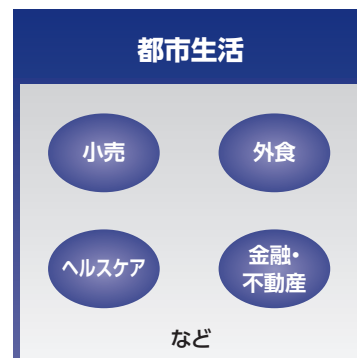 都市生活
小売
外食
ヘルスケア
金融・
不動産
など